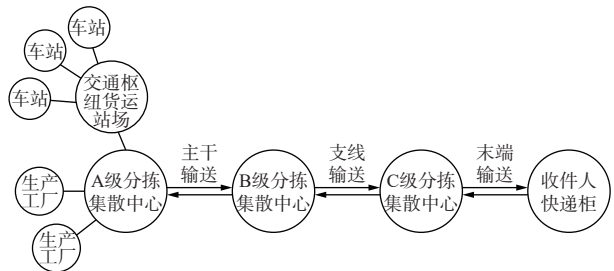 车站
车站
车站
交通枢
纽货运
站场
生产
工厂
生产
工厂
A级分拣
集散中心
主干
输送
B级分拣
集散中心
支线
输送
C级分拣
集散中心
末端
输送
收件人
快递柜